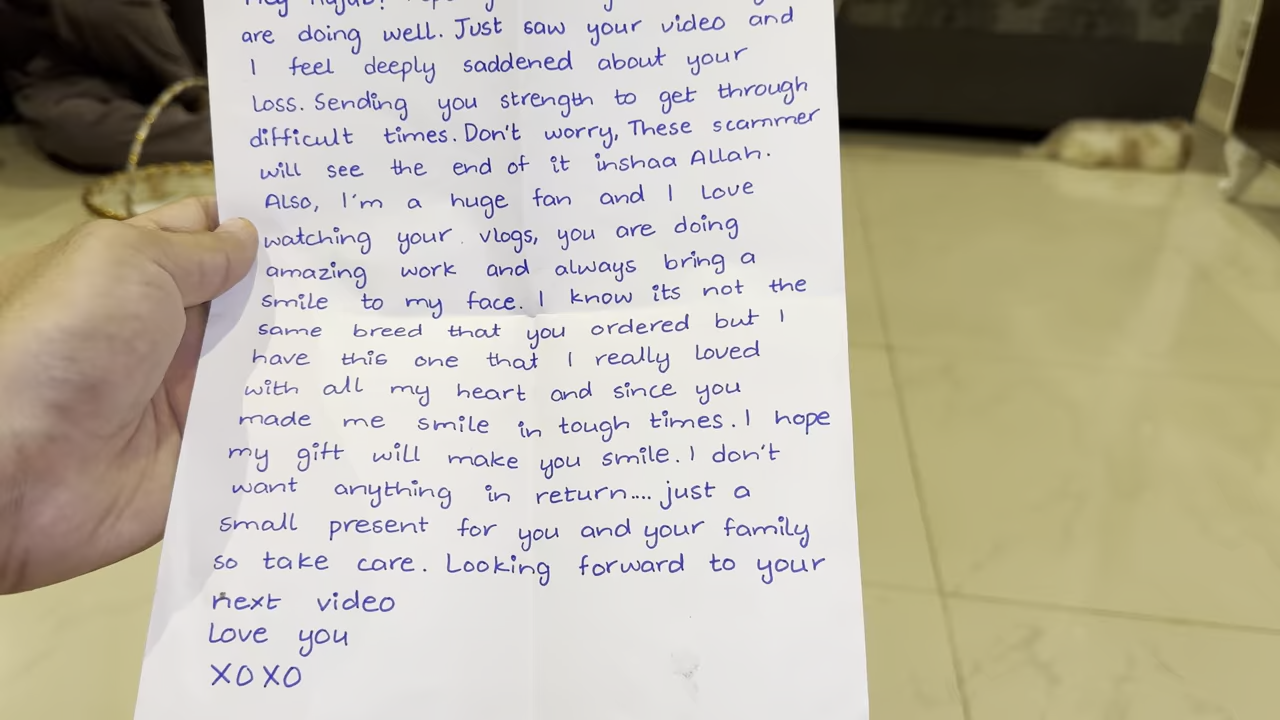 are doing well. Just saw your video and
I feel deeply saddened about your
Loss. Sending you strength to get through
difficult times. Don't worry, These scammer
will see the end of it inshaa Allah.
Also, I'm a huge fan and I Love
watching your vlogs, you are doing
amazing work and always bring a
smile to my face. I know its not the
same breed that you ordered but I
have this one that I really loved
with all my heart and since you
made me smile in tough times. I hope
my gift will make you smile. I don't
want anything in return.... just a
small present for you and your family
so take care. Looking forward to your
next video
Love you
XOXO